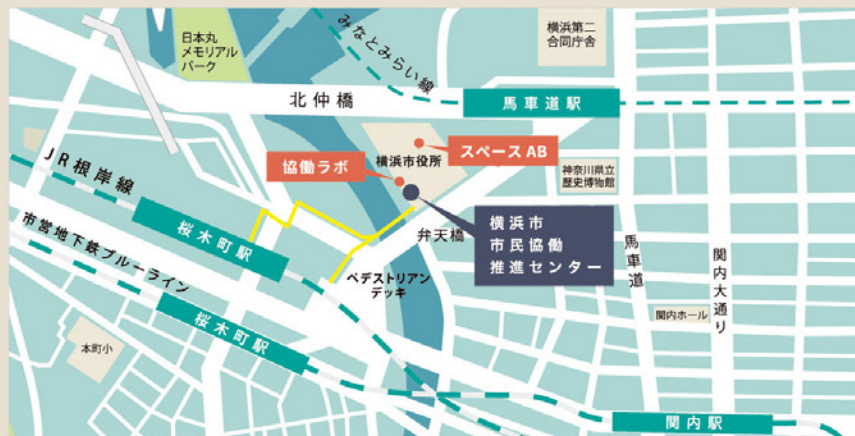 日本丸
メモリアル
パーク
みなとみらい線
横浜第二
合同庁舎
北仲橋
馬車道駅
スペース AB
横浜市役所
協働ラボ
神奈川県立
歴史博物館
JR根岸線
桜木町駅
市営地下鉄ブルーライン
桜木町駅
横浜市
市民協働
推進センター
弁天橋
ペデストリアン
デッキ
馬車道
関内大通り
関内ホール
本町小
関内駅